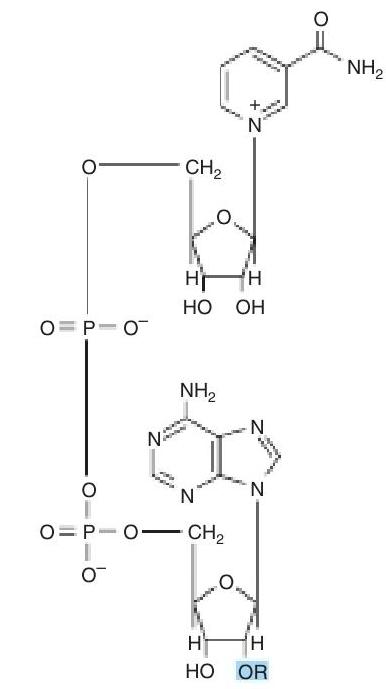 O
NH₂
+
N
O CH₂
O
H H
HO OH
O = P – O⁻
NH₂
N N
N N
O
O = P – O – CH₂
O⁻ O
H H
HO OR